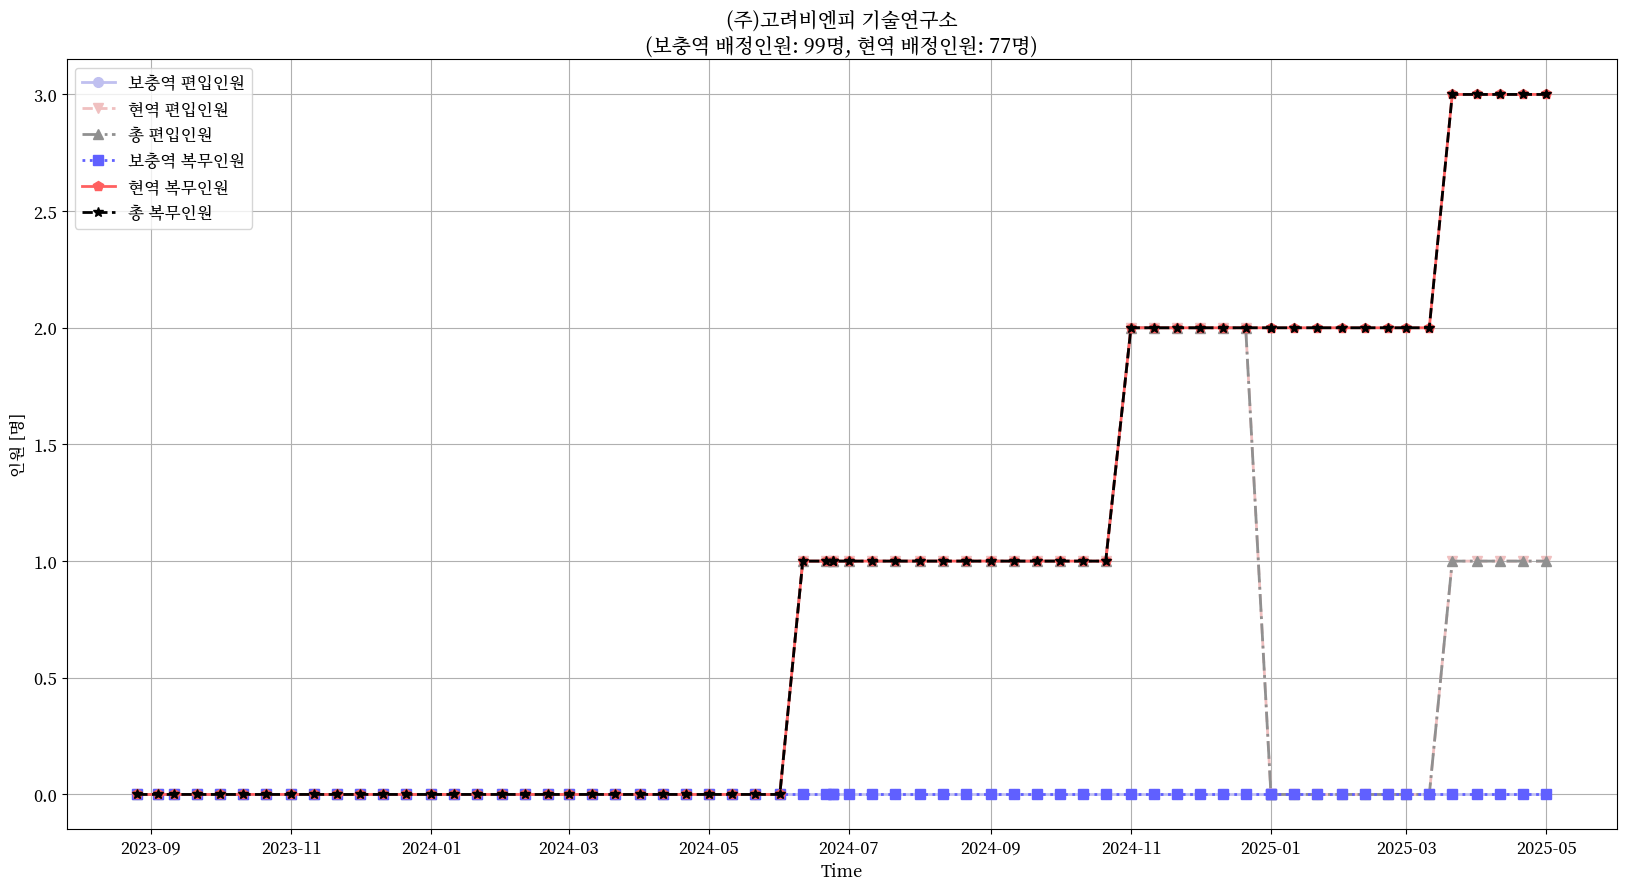 (주)고려비엔피 기술연구소
(보충역 배정인원: 99명, 현역 배정인원: 77명)
보충역 편입인원
현역 편입인원
총 편입인원
보충역 복무인원
현역 복무인원
총 복무인원
3.0
2.5
2.0
1.5
1.0
0.5
0.0
인원 [명]
2023-09
2023-11
2024-01
2024-03
2024-05
2024-07
2024-09
2024-11
2025-01
2025-03
2025-05
Time